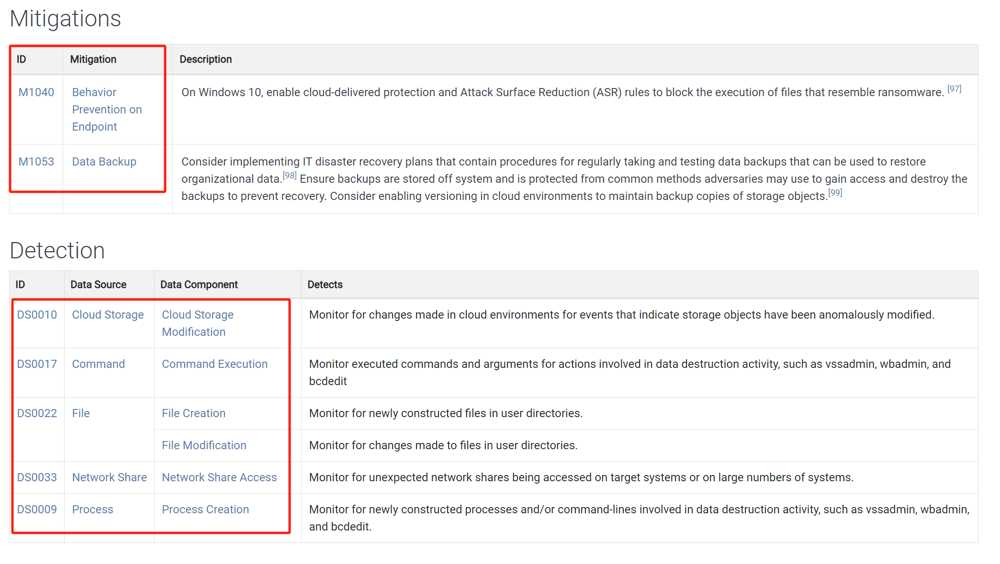 Mitigations
ID Mitigation Description
M1040 Behavior Prevention on Endpoint On Windows 10, enable cloud-delivered protection and Attack Surface Reduction (ASR) rules to block the execution of files that resemble ransomware. [97]
M1053 Data Backup Consider implementing IT disaster recovery plans that contain procedures for regularly taking and testing data backups that can be used to restore
organizational data.[98] Ensure backups are stored off system and is protected from common methods adversaries may use to gain access and destroy the
backups to prevent recovery. Consider enabling versioning in cloud environments to maintain backup copies of storage objects.[99]
Detection
ID Data Source Data Component Detects
DS0010 Cloud Storage Cloud Storage Modification Monitor for changes made in cloud environments for events that indicate storage objects have been anomalously modified.
DS0017 Command Command Execution Monitor executed commands and arguments for actions involved in data destruction activity, such as vssadmin, wbadmin, and
bcdedit
DS0022 File File Creation Monitor for newly constructed files in user directories.
File Modification Monitor for changes made to files in user directories.
DS0033 Network Share Network Share Access Monitor for unexpected network shares being accessed on target systems or on large numbers of systems.
DS0009 Process Process Creation Monitor for newly constructed processes and/or command-lines involved in data destruction activity, such as vssadmin, wbadmin,
and bcdedit.